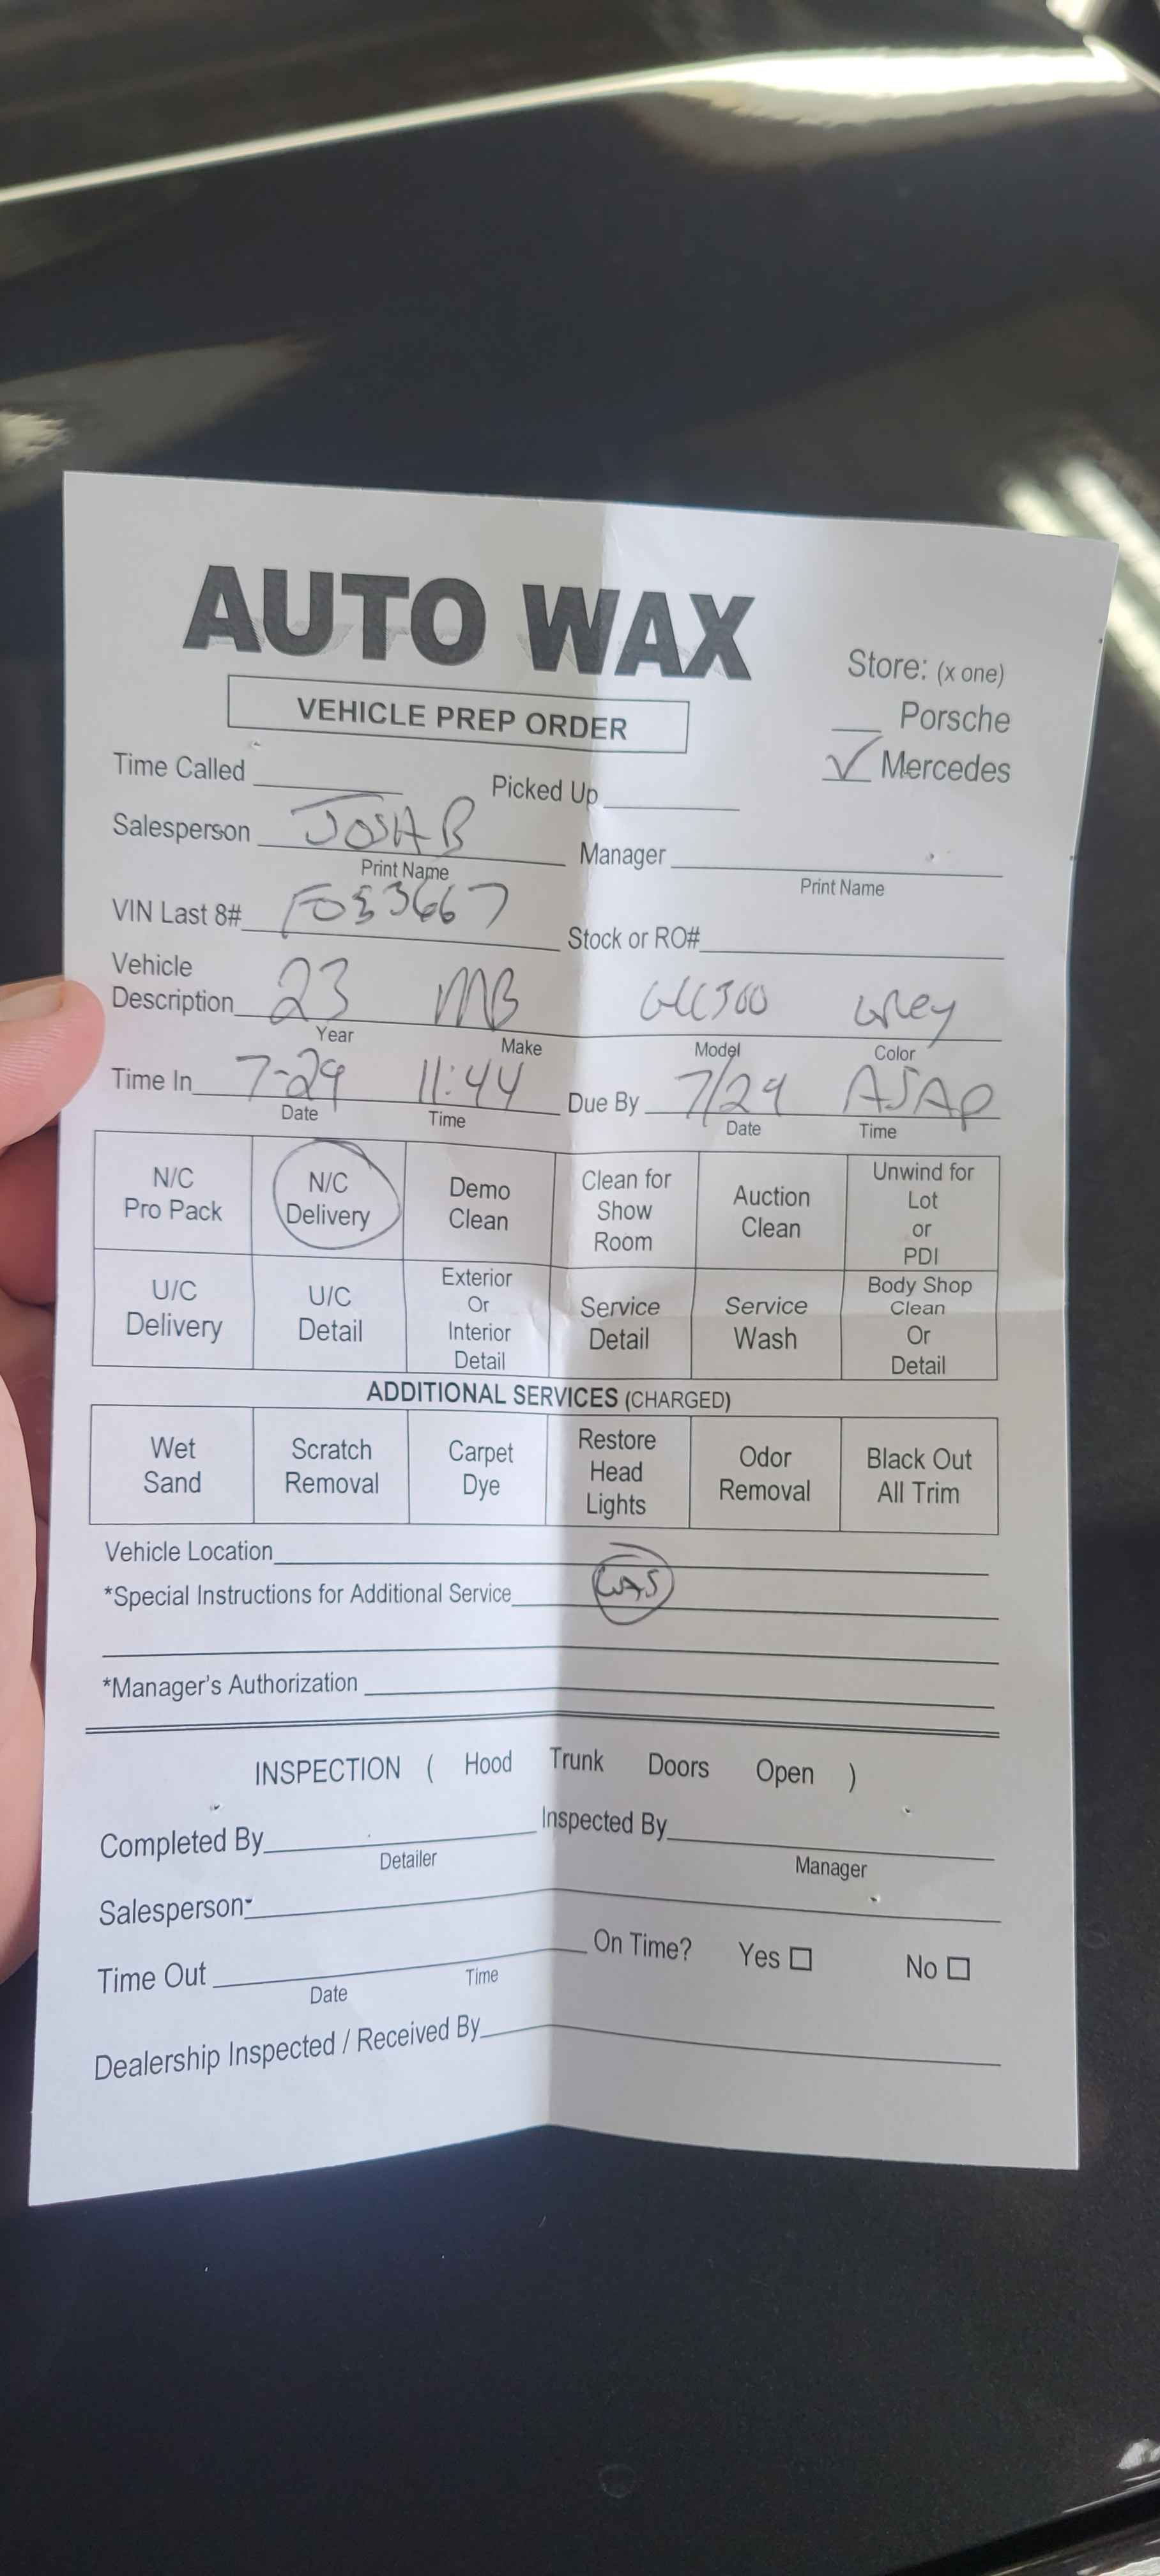 AUTO WAX
VEHICLE PREP ORDER
Store: (x one)
Porsche
✓ Mercedes
Time Called
Picked Up
Salesperson JOSH B
Manager
Print Name
Print Name
VIN Last 8#
Stock or RO#
Vehicle
Description 23 MB GLC300 Grey
Year Make Model Color
Time In 7-29 11:44 Due By 7/29 ASAP
Date Time Date Time
N/C Pro Pack
N/C Delivery
Demo Clean
Clean for Show Room
Auction Clean
Unwind for Lot or PDI
U/C Delivery
U/C Detail
Exterior Or Interior Detail
Service Detail
Service Wash
Body Shop Clean Or Detail
ADDITIONAL SERVICES (CHARGED)
Wet Sand
Scratch Removal
Carpet Dye
Restore Head Lights
Odor Removal
Black Out All Trim
Vehicle Location
*Special Instructions for Additional Service GAS
*Manager's Authorization
INSPECTION ( Hood Trunk Doors Open )
Completed By
Inspected By
Detailer
Manager
Salesperson
Time Out
On Time? Yes No
Date Time
Dealership Inspected / Received By